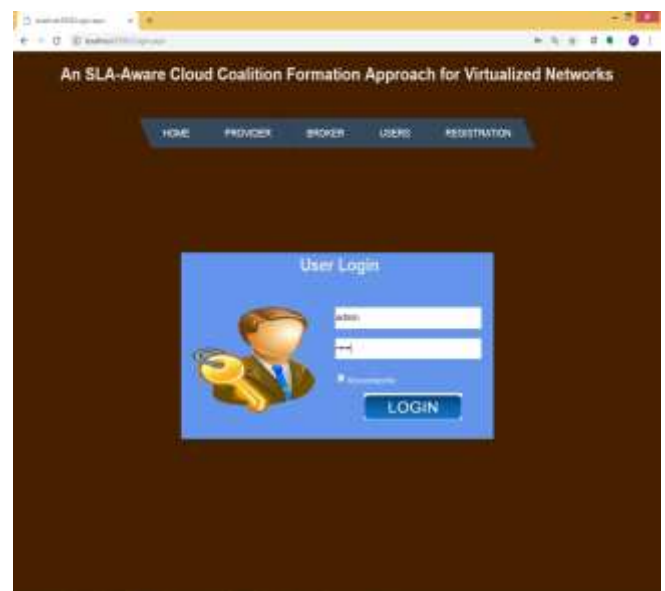 An SLA-Aware Cloud Coalition Formation Approach for Virtualized Networks
HOME PROVIDER BROKER USERS REGISTRATION
User Login
admin
LOGIN